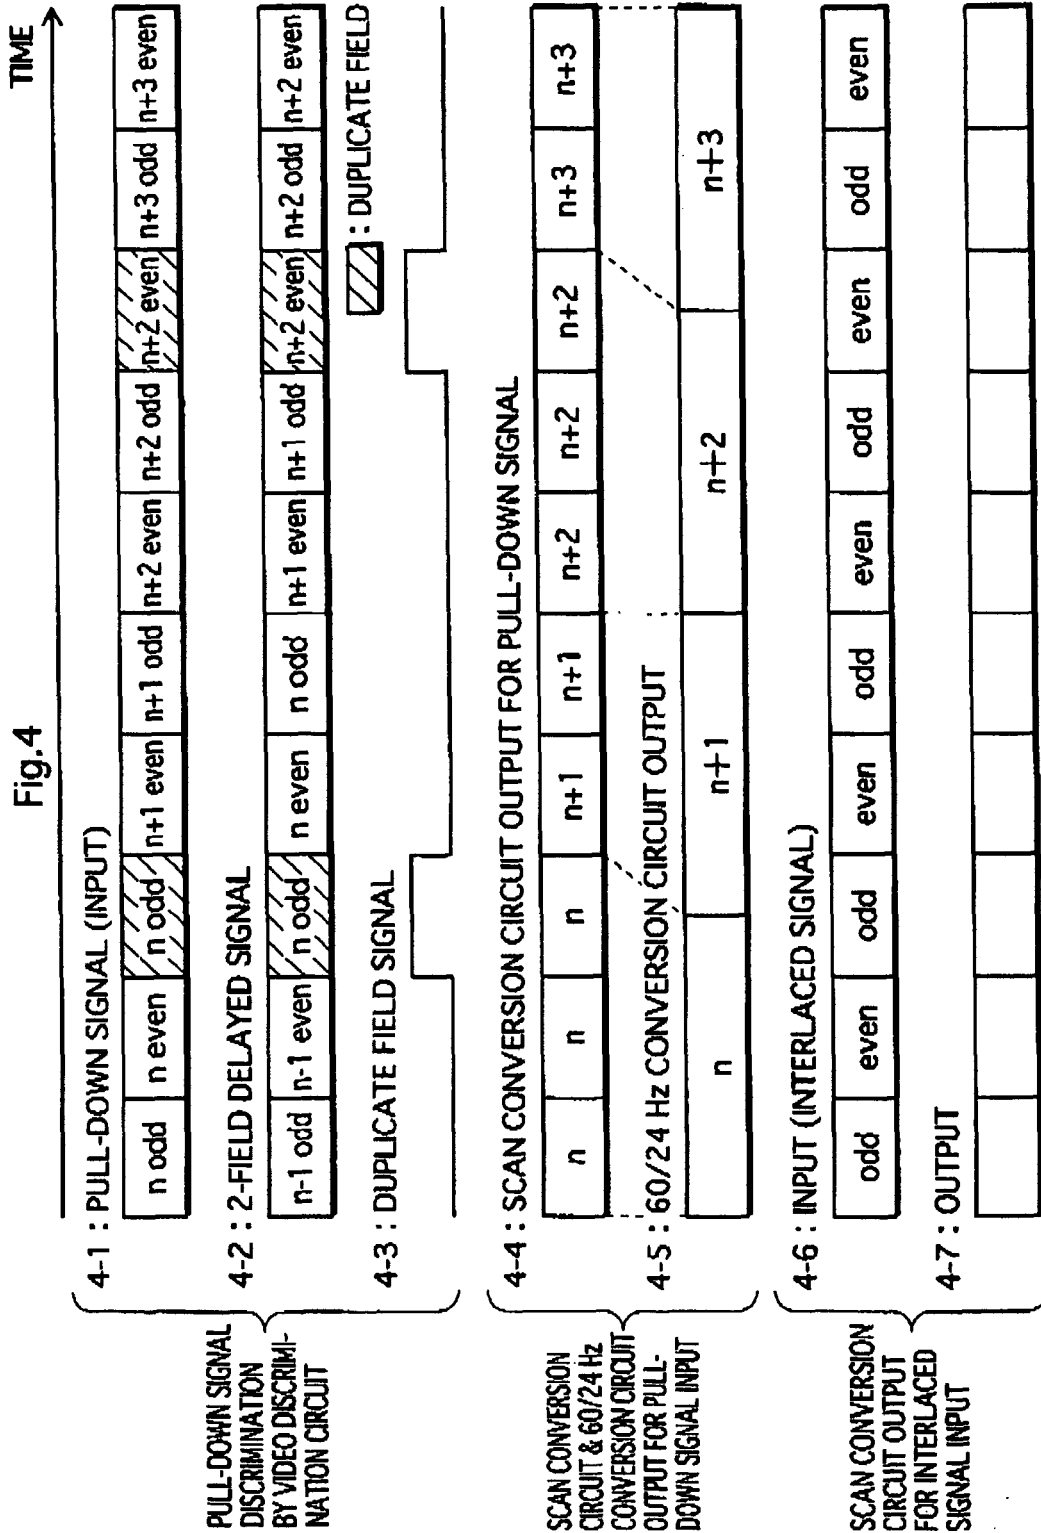 Fig.4
TIME
PULL-DOWN SIGNAL
DISCRIMINATION
BY VIDEO DISCRIMI-
NATION CIRCUIT
4-1 : PULL-DOWN SIGNAL (INPUT)
n odd n even n odd n+1 even n+1 odd n+2 even n+2 odd n+2 even n+3 odd n+3 even
4-2 : 2-FIELD DELAYED SIGNAL
n-1 odd n-1 even n odd n even n odd n+1 even n+1 odd n+2 even n+2 odd n+2 even
4-3 : DUPLICATE FIELD SIGNAL
: DUPLICATE FIELD
SCAN CONVERSION
CIRCUIT & 60/24 Hz
CONVERSION CIRCUIT
OUTPUT FOR PULL-
DOWN SIGNAL INPUT
4-4 : SCAN CONVERSION CIRCUIT OUTPUT FOR PULL-DOWN SIGNAL
n n n n+1 n+1 n+2 n+2 n+2 n+3 n+3
4-5 : 60/24 Hz CONVERSION CIRCUIT OUTPUT
n n+1 n+2 n+3
SCAN CONVERSION
CIRCUIT OUTPUT
FOR INTERLACED
SIGNAL INPUT
4-6 : INPUT (INTERLACED SIGNAL)
odd even odd even odd even odd even odd even
4-7 : OUTPUT